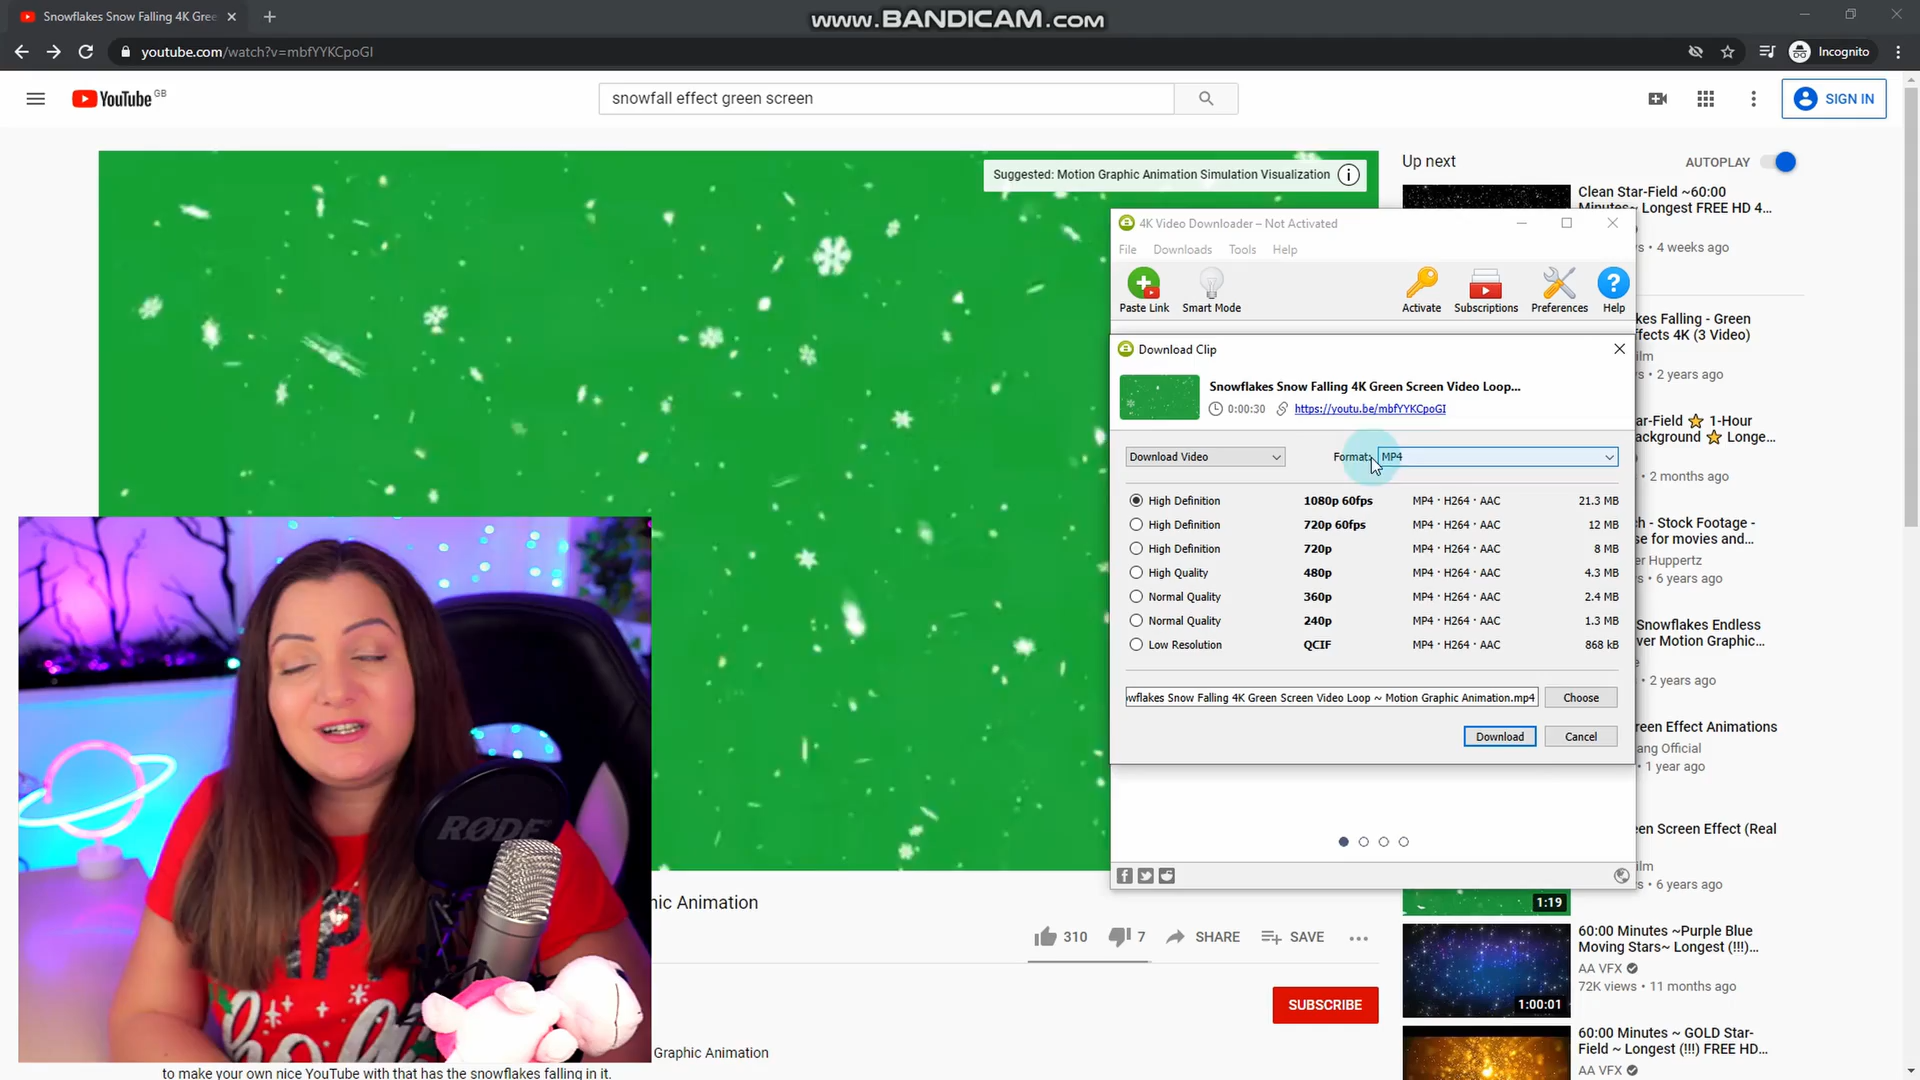 Snowflakes Snow Falling 4K Gree
www.BANDICAM.com
youtube.com/watch?v=mbfYYKCpoGI
Incognito
YouTube GB
snowfall effect green screen
SIGN IN
Suggested: Motion Graphic Animation Simulation Visualization
Up next
AUTOPLAY
Clean Star-Field ~60:00
Minutes~ Longest FREE HD 4...
s • 4 weeks ago
4K Video Downloader – Not Activated
File Downloads Tools Help
Paste Link
Smart Mode
Activate
Subscriptions
Preferences
Help
Download Clip
Snowflakes Snow Falling 4K Green Screen Video Loop...
0:00:30
https://youtu.be/mbfYYKCpoGI
Download Video
Format: MP4
High Definition 1080p 60fps MP4 · H264 · AAC 21.3 MB
High Definition 720p 60fps MP4 · H264 · AAC 12 MB
High Definition 720p MP4 · H264 · AAC 8 MB
High Quality 480p MP4 · H264 · AAC 4.3 MB
Normal Quality 360p MP4 · H264 · AAC 2.4 MB
Normal Quality 240p MP4 · H264 · AAC 1.3 MB
Low Resolution QCIF MP4 · H264 · AAC 868 kB
wflakes Snow Falling 4K Green Screen Video Loop ~ Motion Graphic Animation.mp4
Choose
Download
Cancel
kes Falling - Green
ffects 4K (3 Video)
ilm
s • 2 years ago
ar-Field ⭐ 1-Hour
ackground ⭐ Longe...
• 2 months ago
ch - Stock Footage -
se for movies and...
er Huppertz
s • 6 years ago
Snowflakes Endless
ver Motion Graphic...
e
• 2 years ago
reen Effect Animations
ang Official
• 1 year ago
een Screen Effect (Real
ilm
s • 6 years ago
1:19
60:00 Minutes ~Purple Blue
Moving Stars~ Longest (!!!)...
AA VFX
72K views • 11 months ago
1:00:01
60:00 Minutes ~ GOLD Star-
Field ~ Longest (!!!) FREE HD...
AA VFX
RØDE
nic Animation
310
7
SHARE
SAVE
SUBSCRIBE
Graphic Animation
to make your own nice YouTube with that has the snowflakes falling in it.